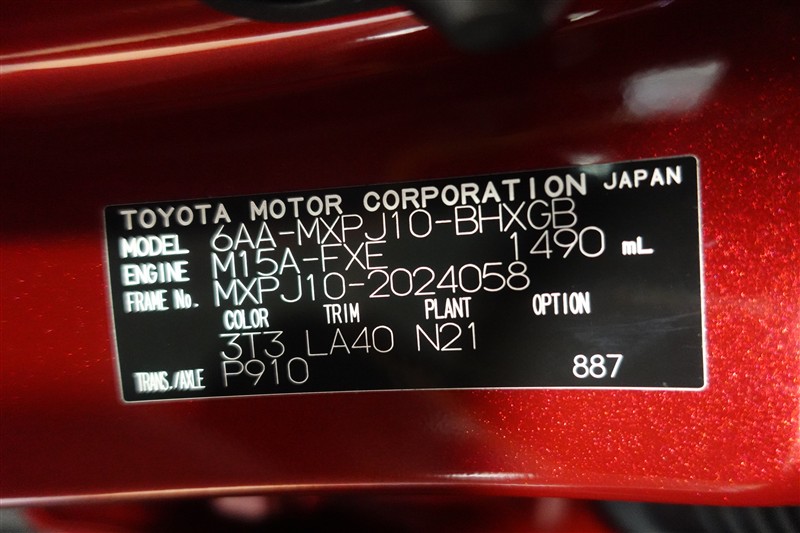 TOYOTA MOTOR CORPORATION JAPAN
MODEL 6AA-MXPJ10-BHXGB
ENGINE M15A-FXE 1490 mL
FRAME No. MXPJ10-2024058
COLOR TRIM PLANT OPTION
3T3 LA40 N21
TRANS./AXLE P910 887